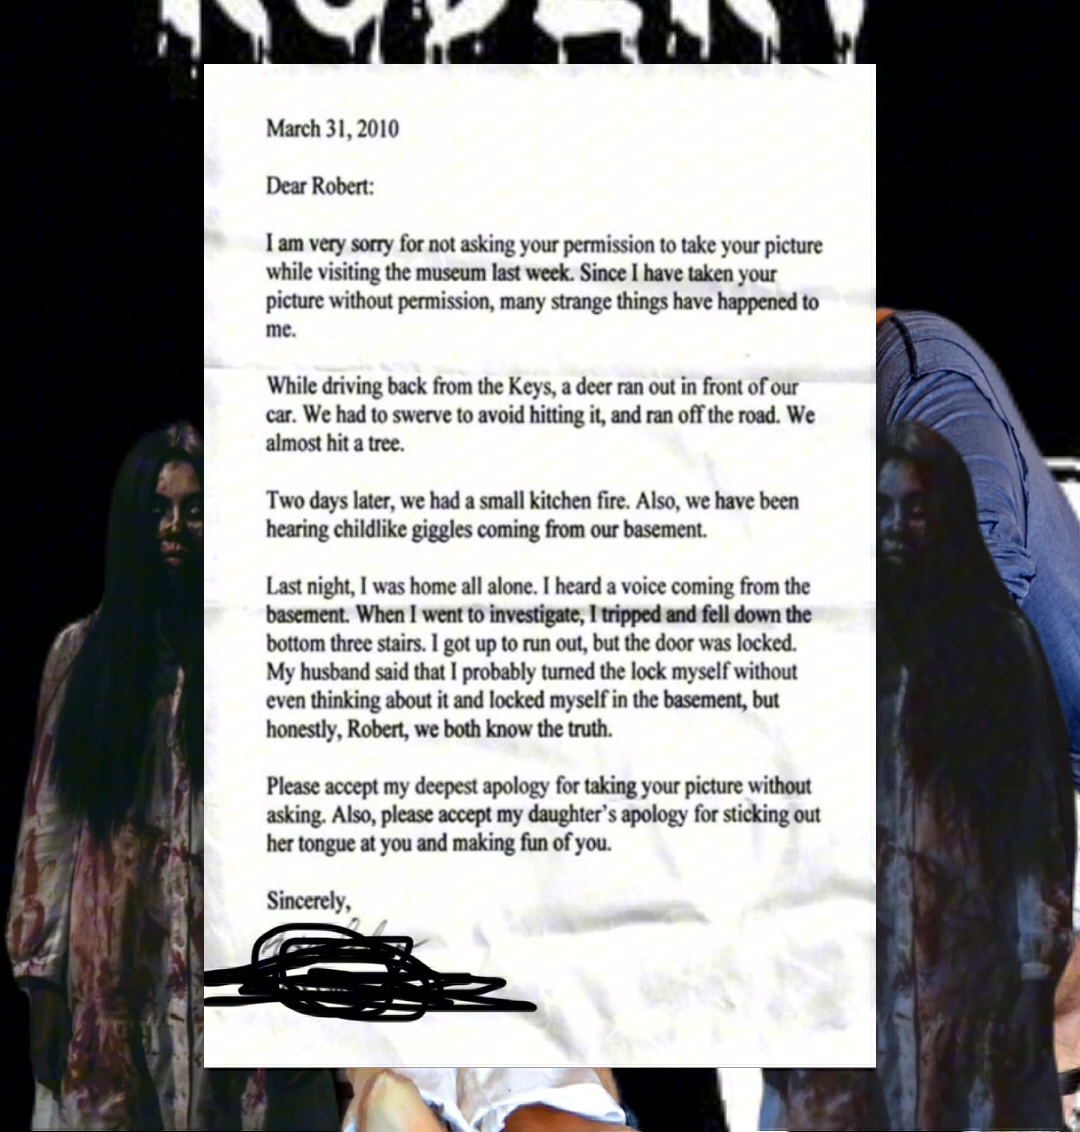 ROBERT
March 31, 2010
Dear Robert:
I am very sorry for not asking your permission to take your picture
while visiting the museum last week. Since I have taken your
picture without permission, many strange things have happened to
me.
While driving back from the Keys, a deer ran out in front of our
car. We had to swerve to avoid hitting it, and ran off the road. We
almost hit a tree.
Two days later, we had a small kitchen fire. Also, we have been
hearing childlike giggles coming from our basement.
Last night, I was home all alone. I heard a voice coming from the
basement. When I went to investigate, I tripped and fell down the
bottom three stairs. I got up to run out, but the door was locked.
My husband said that I probably turned the lock myself without
even thinking about it and locked myself in the basement, but
honestly, Robert, we both know the truth.
Please accept my deepest apology for taking your picture without
asking. Also, please accept my daughter's apology for sticking out
her tongue at you and making fun of you.
Sincerely,